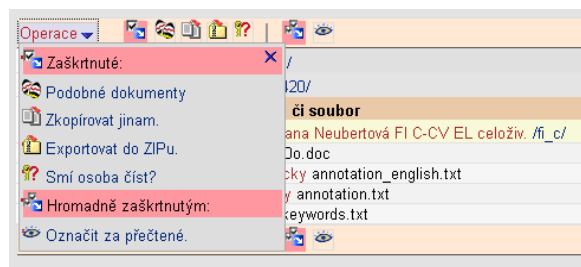 Operace
Zaškrtnuté:
Podobné dokumenty
Zkopírovat jinam.
Exportovat do ZIPu.
Smí osoba číst?
Hromadně zaškrtnutým:
Označit za přečtené.
/
420/
či soubor
ana Neubertová FI C-CV EL celoživ. /fi_c/
Do.doc
cky annotation_english.txt
y annotation.txt
keywords.txt